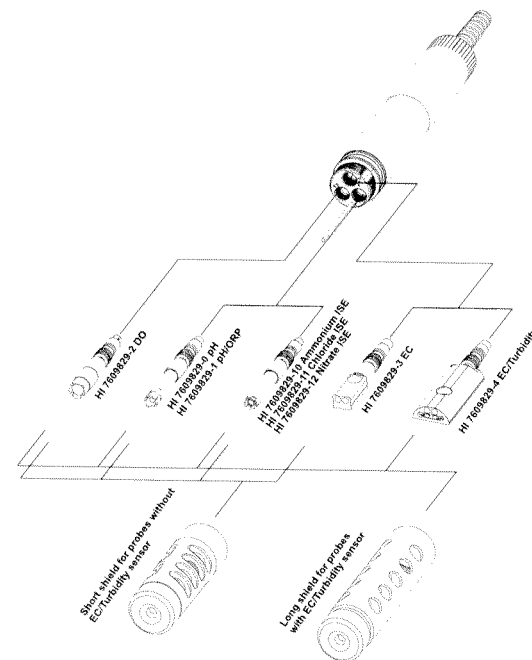 HI 7609829-2 DO
HI 7609829-0 pH
HI 7609829-1 pH/ORP
HI 7609829-10 Ammonium ISE
HI 7609829-11 Chloride ISE
HI 7609829-12 Nitrate ISE
HI 7609829-3 EC
HI 7609829-4 EC/Turbidity
Short shield for probes without
EC/Turbidity sensor
Long shield for probes
with EC/Turbidity sensor